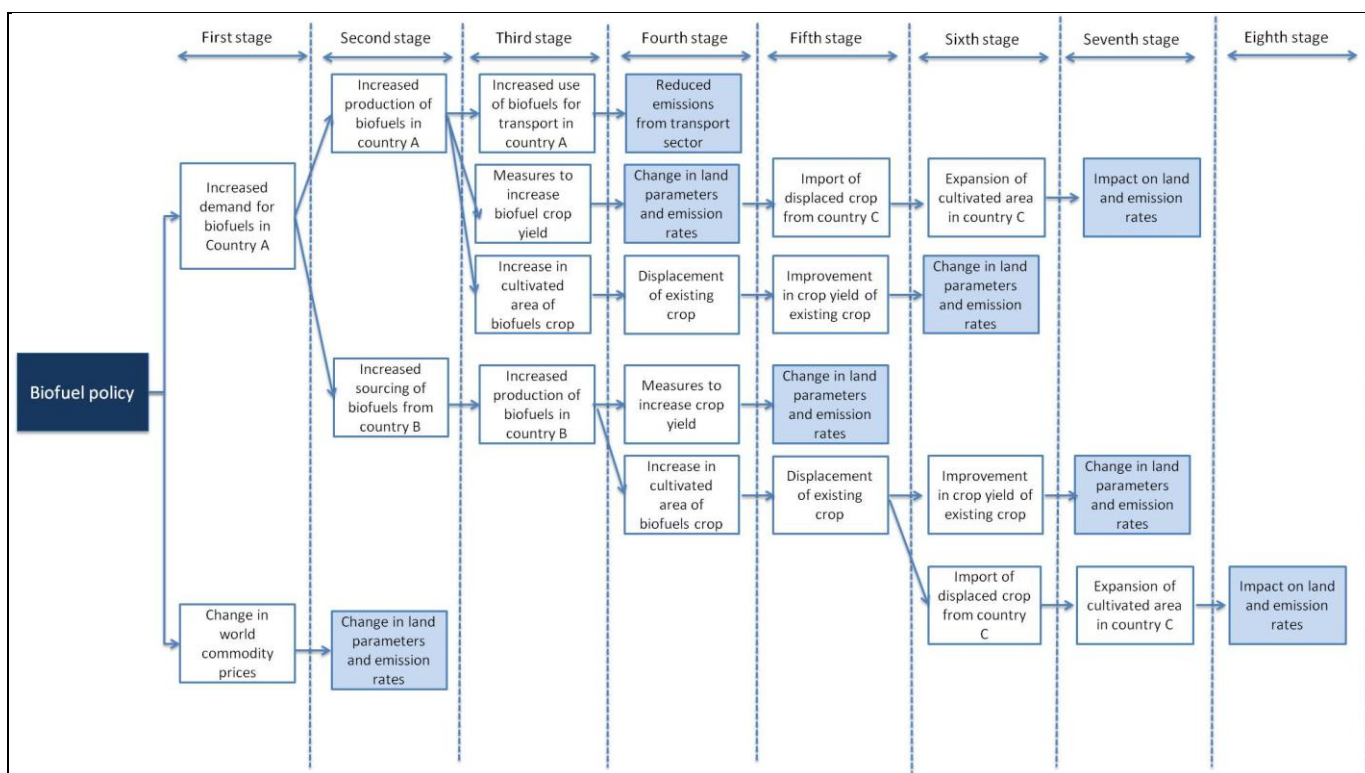 First stage
Second stage
Third stage
Fourth stage
Fifth stage
Sixth stage
Seventh stage
Eighth stage
Increased
production of
biofuels in
country A
Increased use
of biofuels for
transport in
country A
Reduced
emissions
from transport
sector
Increased
demand for
biofuels in
Country A
Measures to
increase
biofuel crop
yield
Change in land
parameters
and emission
rates
Import of
displaced crop
from country C
Expansion of
cultivated area
in country C
Impact on land
and emission
rates
Increase in
cultivated
area of
biofuels crop
Displacement
of existing
crop
Improvement
in crop yield of
existing crop
Change in land
parameters
and emission
rates
Biofuel policy
Increased
sourcing of
biofuels from
country B
Increased
production of
biofuels in
country B
Measures to
increase crop
yield
Change in land
parameters
and emission
rates
Increase in
cultivated
area of
biofuels crop
Displacement
of existing
crop
Improvement
in crop yield of
existing crop
Change in land
parameters
and emission
rates
Import of
displaced crop
from country
C
Expansion of
cultivated area
in country C
Impact on land
and emission
rates
Change in
world
commodity
prices
Change in land
parameters
and emission
rates